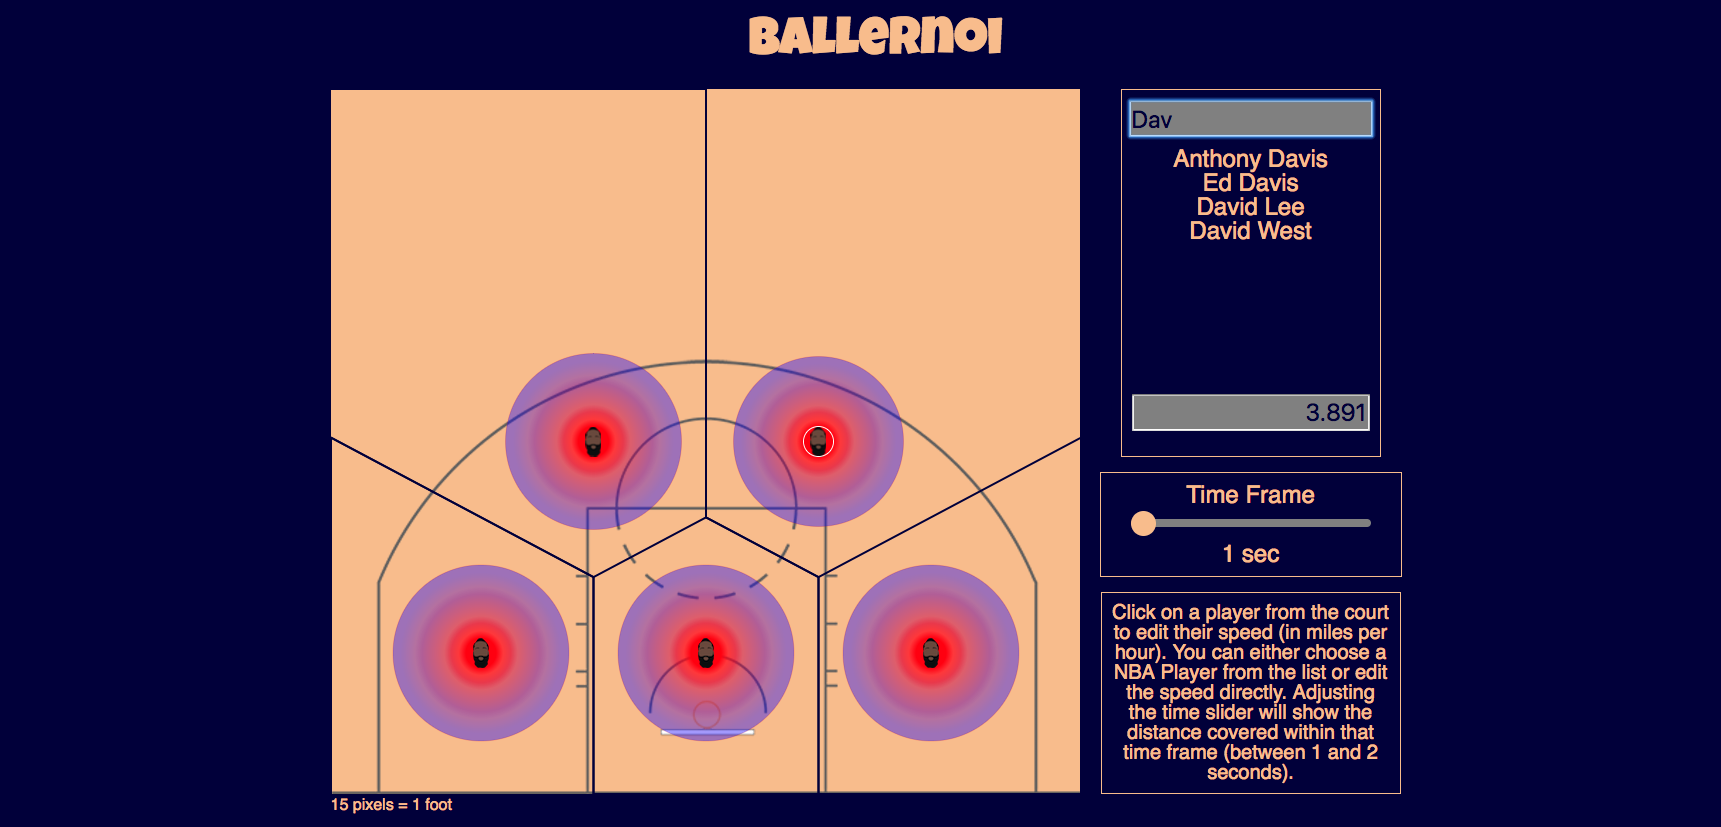 BALLERNOI
Dav
Anthony Davis
Ed Davis
David Lee
David West
3.891
Time Frame
1 sec
Click on a player from the court
to edit their speed (in miles per
hour). You can either choose a
NBA Player from the list or edit
the speed directly. Adjusting
the time slider will show the
distance covered within that
time frame (between 1 and 2
seconds).
15 pixels = 1 foot